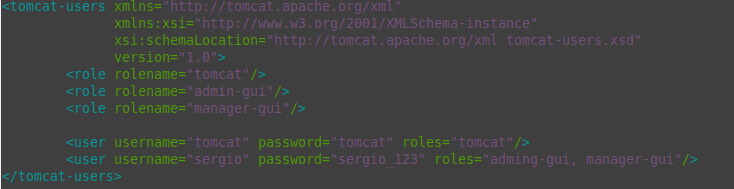 <tomcat-users xmlns="http://tomcat.apache.org/xml"
              xmlns:xsi="http://www.w3.org/2001/XMLSchema-instance"
              xsi:schemaLocation="http://tomcat.apache.org/xml tomcat-users.xsd"
              version="1.0">
        <role rolename="tomcat"/>
        <role rolename="admin-gui"/>
        <role rolename="manager-gui"/>

        <user username="tomcat" password="tomcat" roles="tomcat"/>
        <user username="sergio" password="sergio_123" roles="adming-gui, manager-gui"/>
</tomcat-users>